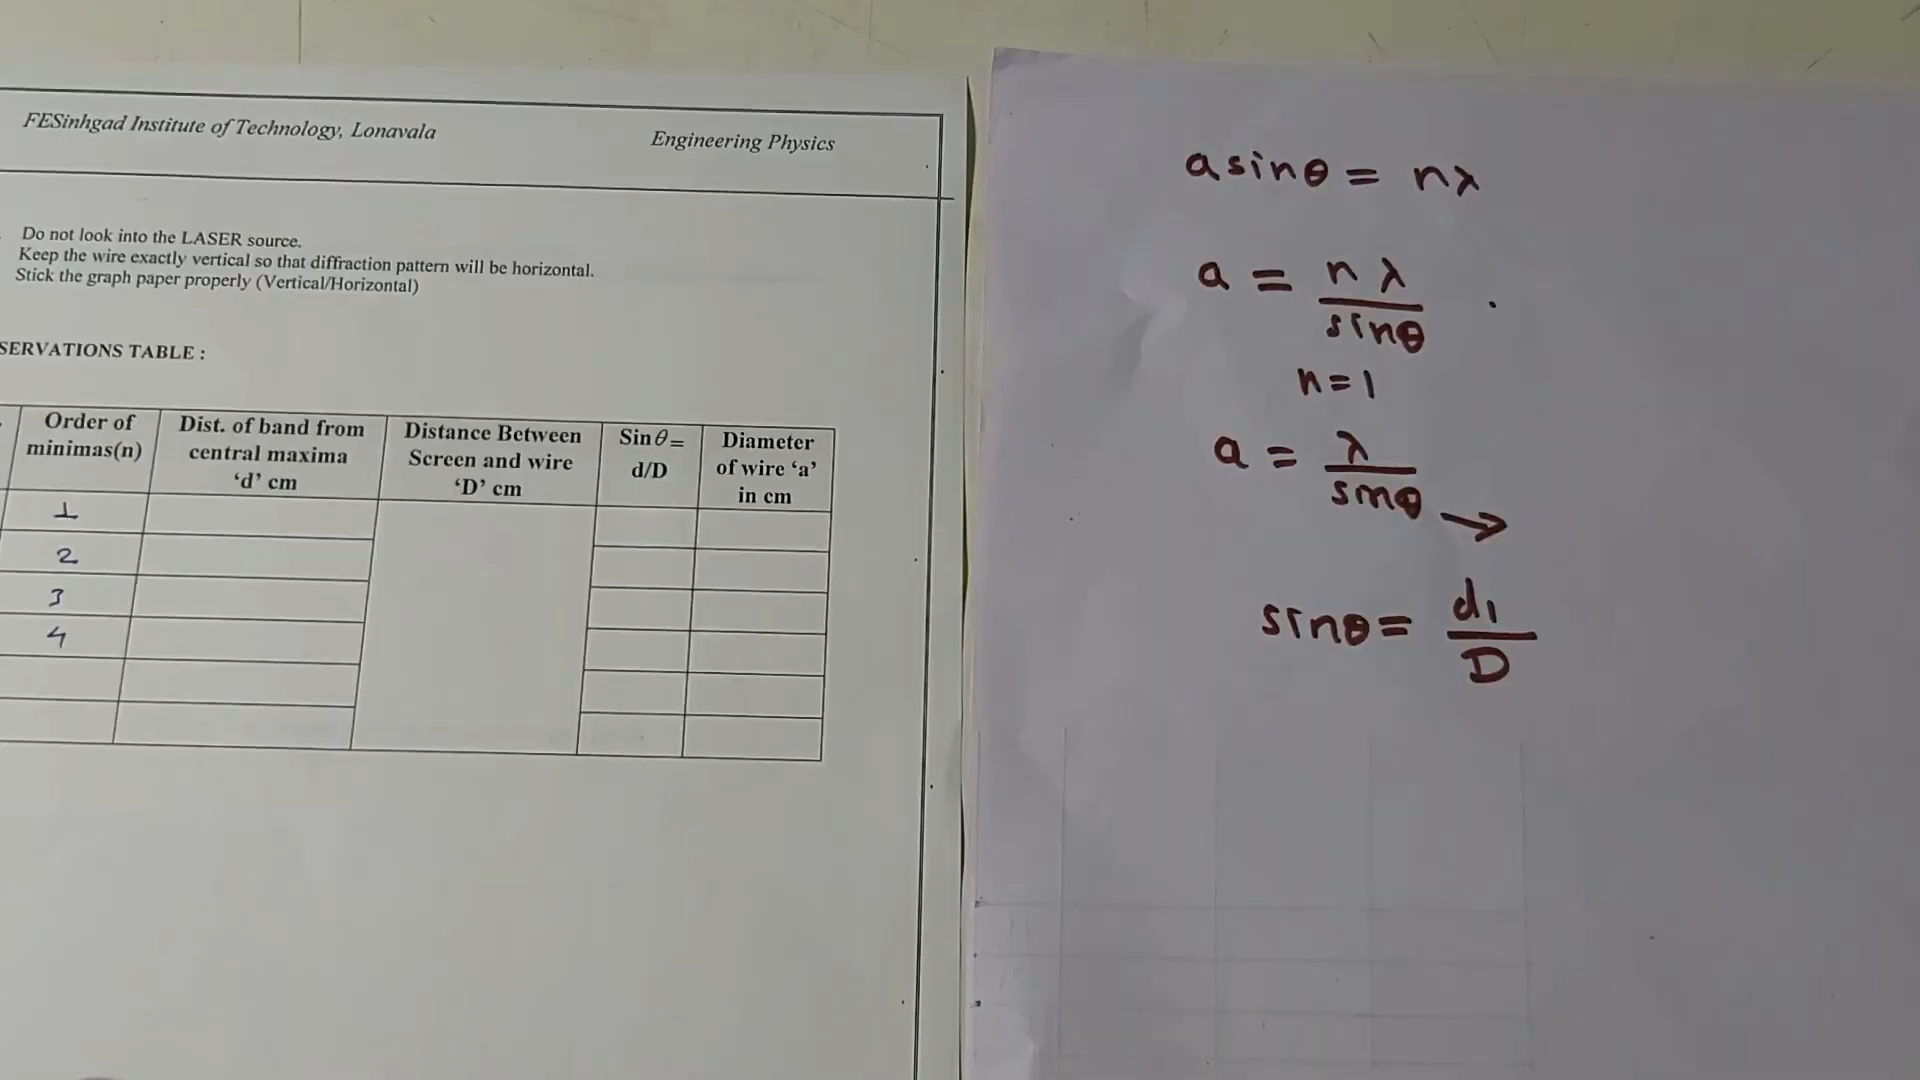 FESinhgad Institute of Technology, Lonavala
Engineering Physics
Do not look into the LASER source.
Keep the wire exactly vertical so that diffraction pattern will be horizontal.
Stick the graph paper properly (Vertical/Horizontal)
SERVATIONS TABLE :
Order of
minimas(n)
Dist. of band from
central maxima
‘d’ cm
Distance Between
Screen and wire
‘D’ cm
Sin θ =
d/D
Diameter
of wire ‘a’
in cm
1
2
3
4
a sinθ = nλ
a = nλ / sinθ
n = 1
a = λ / sinθ →
sinθ = d1 / D